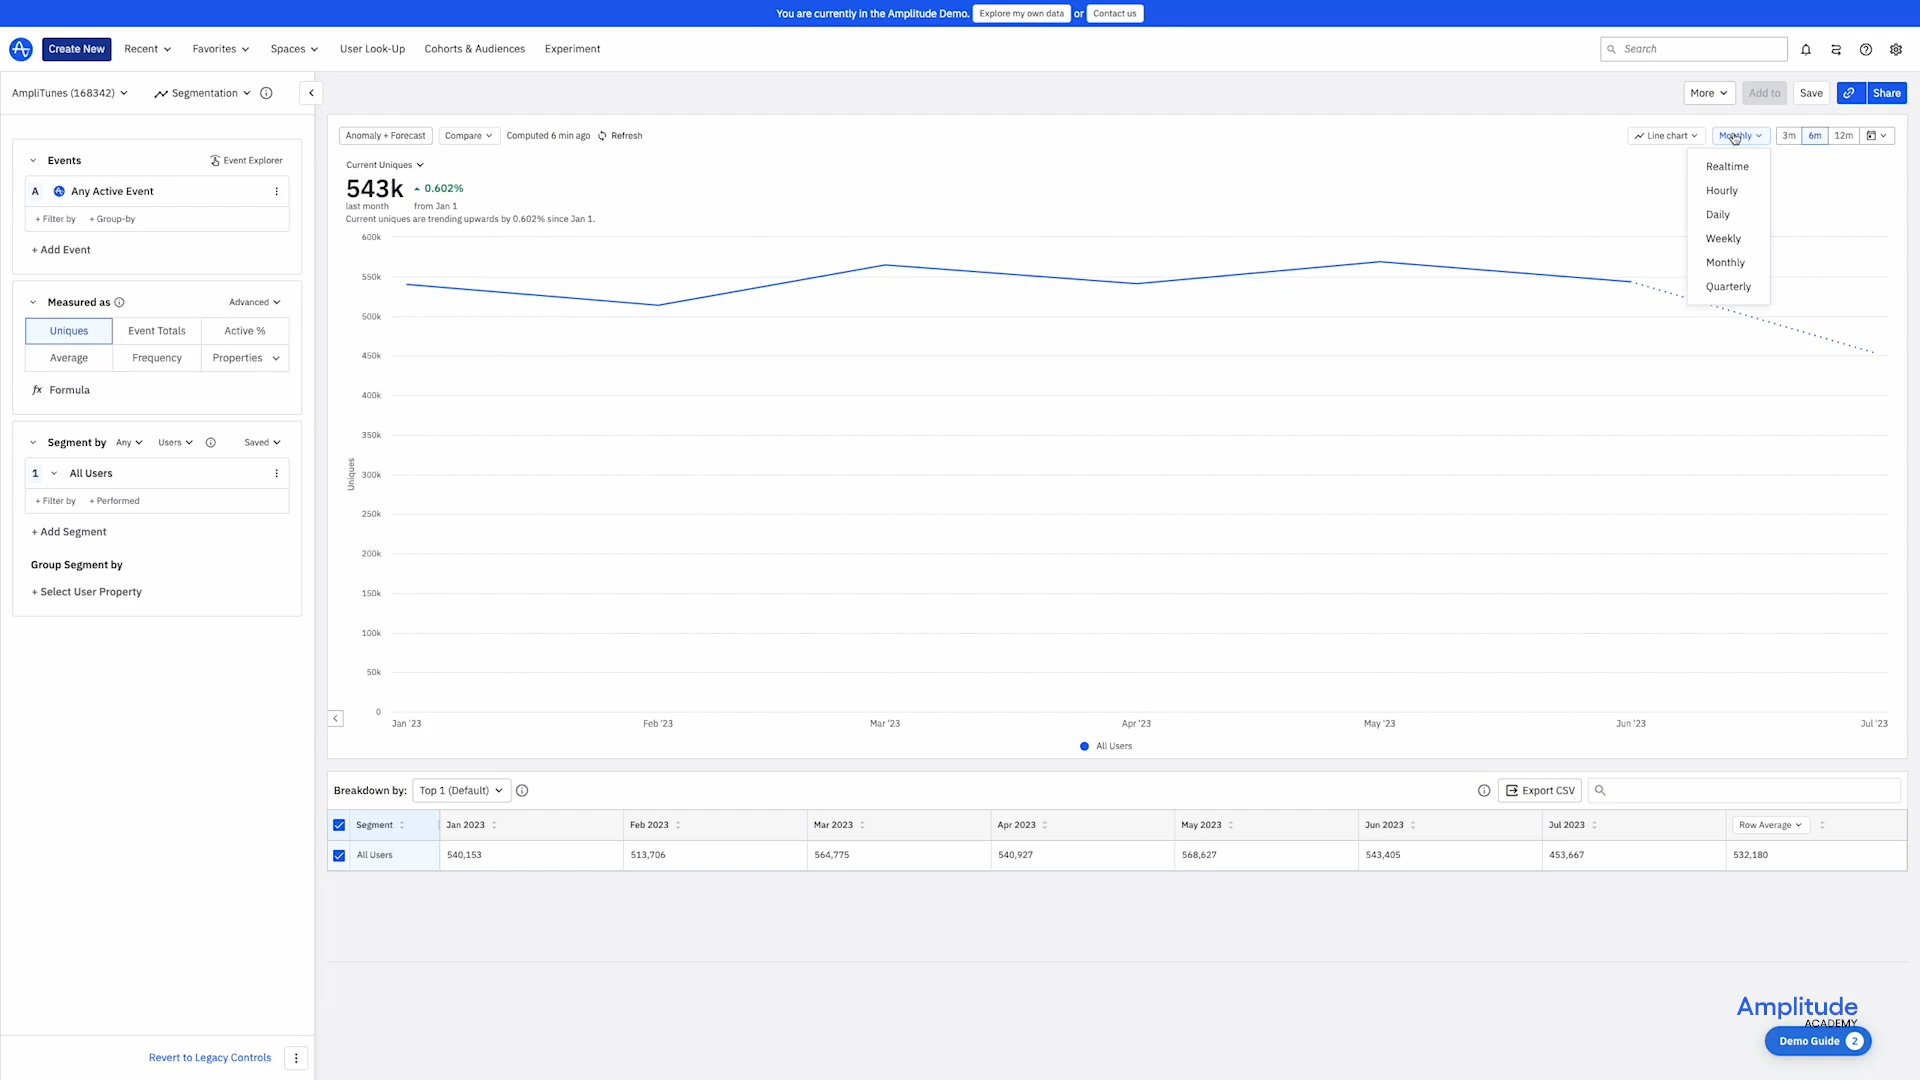 You are currently in the Amplitude Demo. Explore my own data or Contact us
Create New Recent Favorites Spaces User Look-Up Cohorts & Audiences Experiment Search
AmpliTunes (168342) Segmentation
More Add to Save Share
Anomaly + Forecast Compare Computed 6 min ago Refresh
Line chart Monthly 3m 6m 12m
Realtime
Hourly
Daily
Weekly
Monthly
Quarterly
Events Event Explorer
A Any Active Event
+ Filter by + Group-by
+ Add Event
Measured as Advanced
Uniques Event Totals Active %
Average Frequency Properties
fx Formula
Segment by Any Users Saved
1 All Users
+ Filter by + Performed
+ Add Segment
Group Segment by
+ Select User Property
Revert to Legacy Controls
Current Uniques
543k 0.602%
last month from Jan 1
Current uniques are trending upwards by 0.602% since Jan 1.
600k
550k
500k
450k
400k
350k
300k
250k
200k
150k
100k
50k
0
Uniques
Jan '23 Feb '23 Mar '23 Apr '23 May '23 Jun '23 Jul '23
All Users
Breakdown by: Top 1 (Default) Export CSV
Segment Jan 2023 Feb 2023 Mar 2023 Apr 2023 May 2023 Jun 2023 Jul 2023 Row Average
All Users 540,153 513,706 564,775 540,927 568,627 543,405 453,667 532,180
Amplitude
ACADEMY
Demo Guide 2